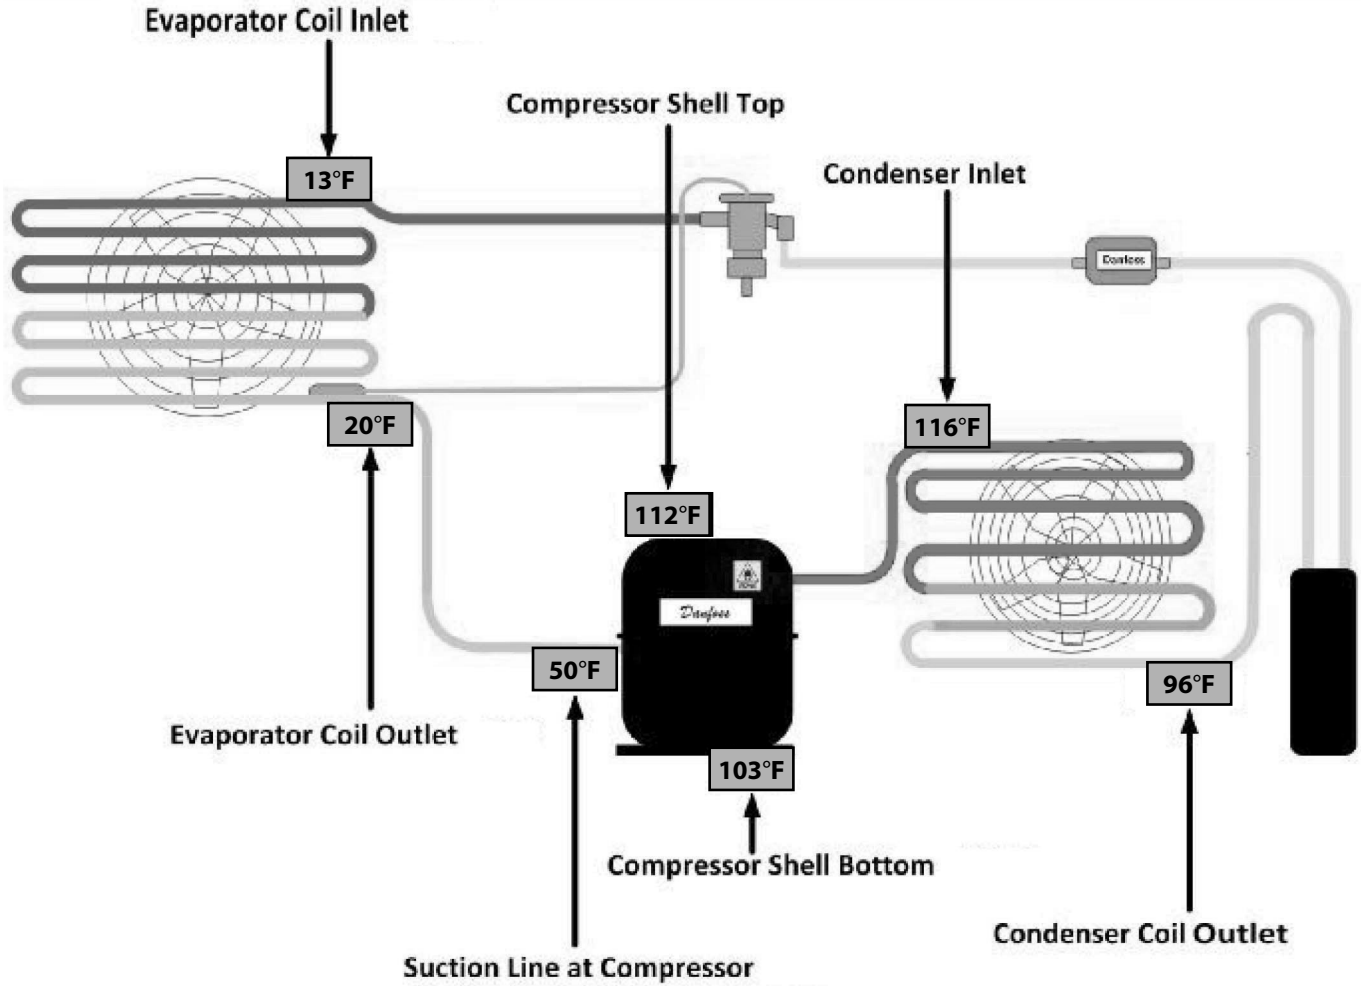 Evaporator Coil Inlet
Compressor Shell Top
Condenser Inlet
13°F
Danfoss
20°F
116°F
112°F
Danfoss
50°F
96°F
Evaporator Coil Outlet
103°F
Compressor Shell Bottom
Condenser Coil Outlet
Suction Line at Compressor